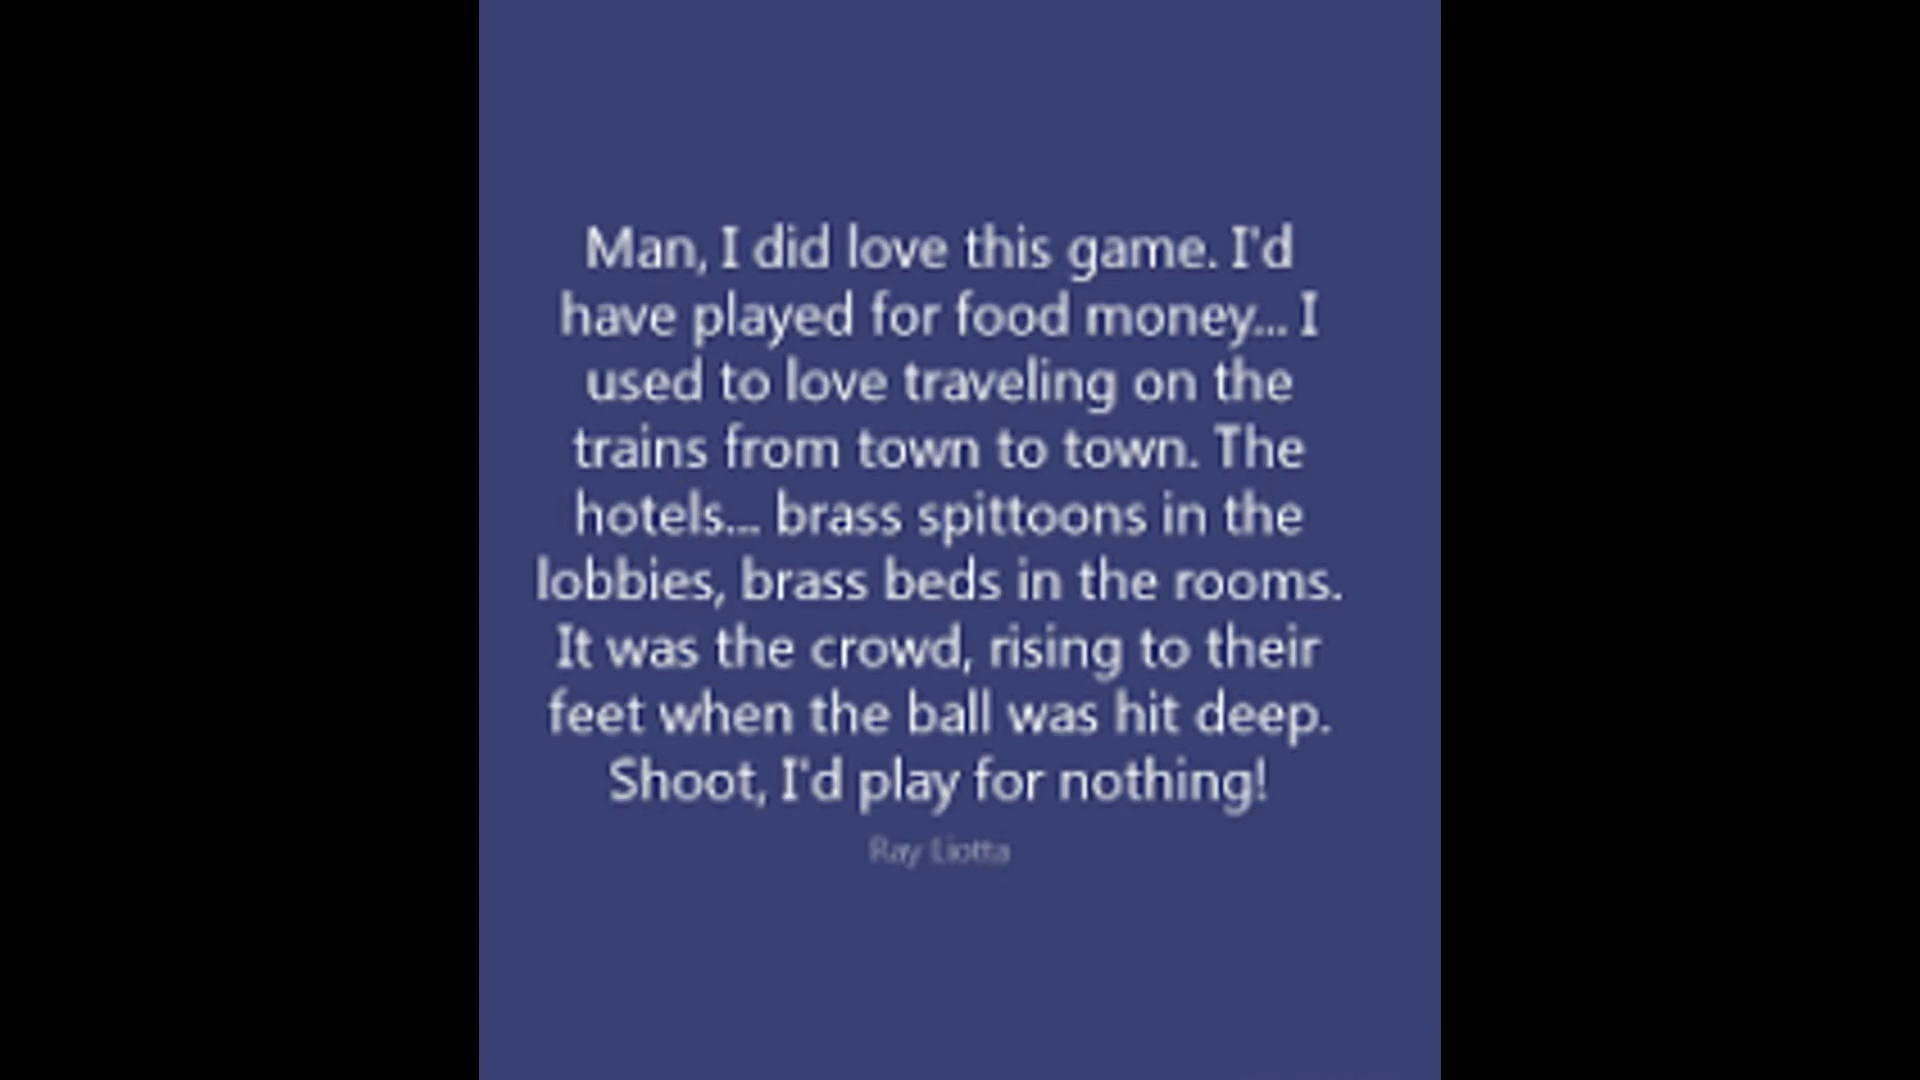 Man, I did love this game. I'd
have played for food money... I
used to love traveling on the
trains from town to town. The
hotels... brass spittoons in the
lobbies, brass beds in the rooms.
It was the crowd, rising to their
feet when the ball was hit deep.
Shoot, I'd play for nothing!
Ray Liotta